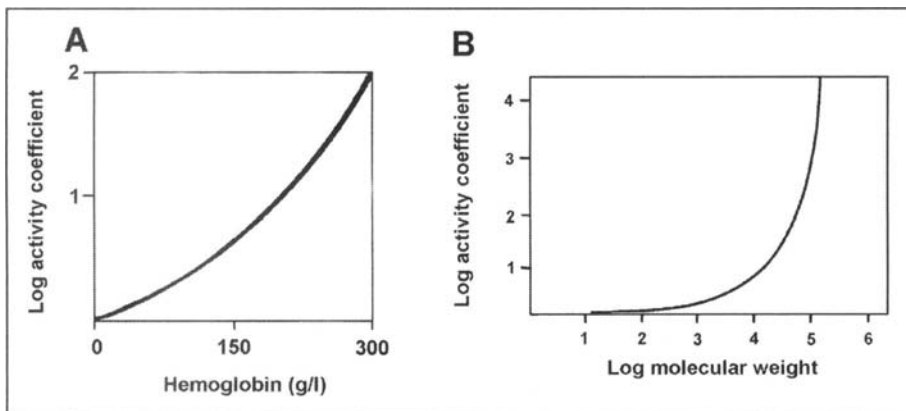 A
B
2
1
Log activity coefficient
0 150 300
Hemoglobin (g/l)
4
3
2
1
Log activity coefficient
1 2 3 4 5 6
Log molecular weight